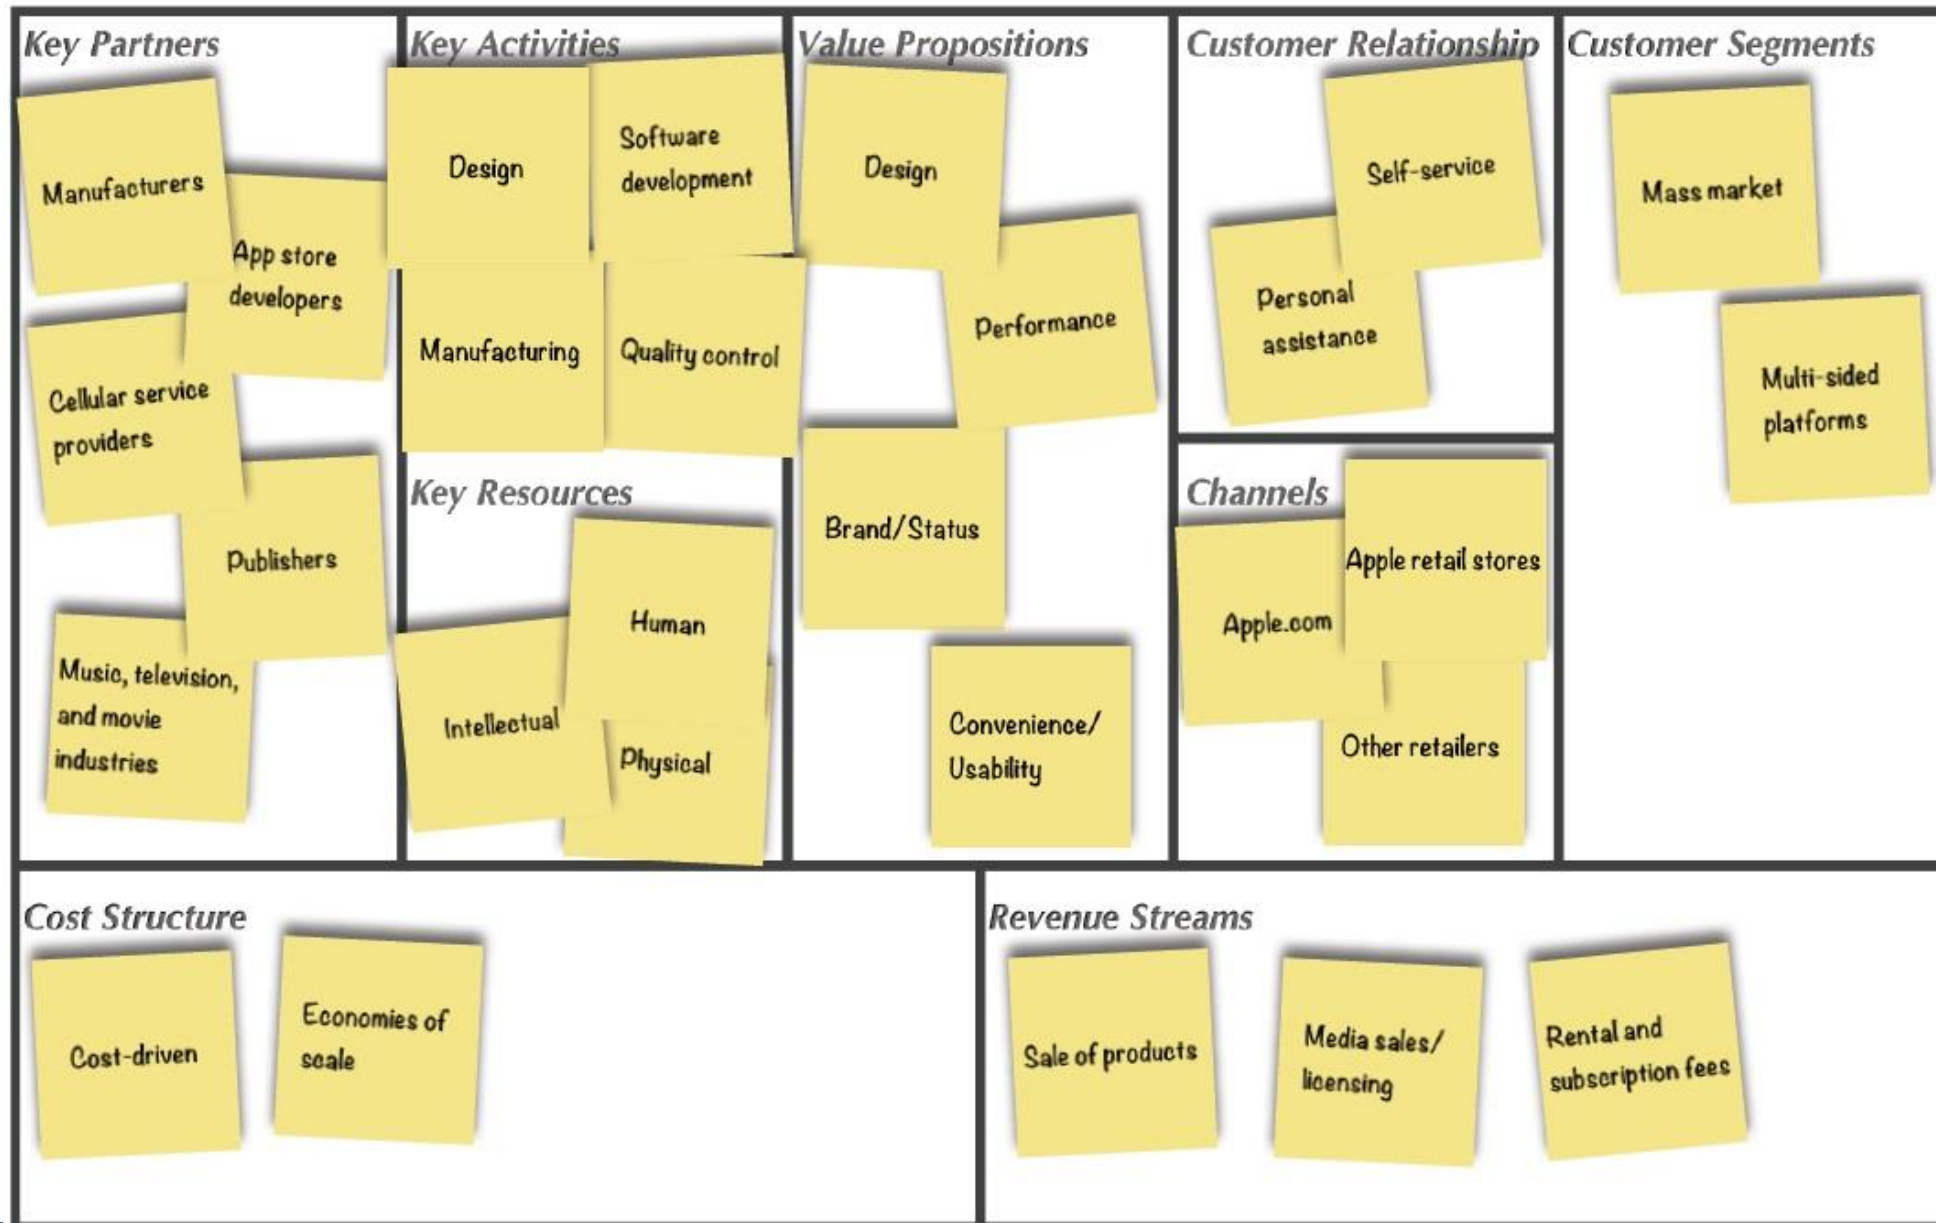 Key Partners
Manufacturers
App store
developers
Cellular service
providers
Publishers
Music, television,
and movie
industries
Key Activities
Design
Software
development
Manufacturing
Quality control
Key Resources
Human
Intellectual
Physical
Value Propositions
Design
Performance
Brand/Status
Convenience/
Usability
Customer Relationship
Self-service
Personal
assistance
Channels
Apple retail stores
Apple.com
Other retailers
Customer Segments
Mass market
Multi-sided
platforms
Cost Structure
Cost-driven
Economies of
scale
Revenue Streams
Sale of products
Media sales/
licensing
Rental and
subscription fees